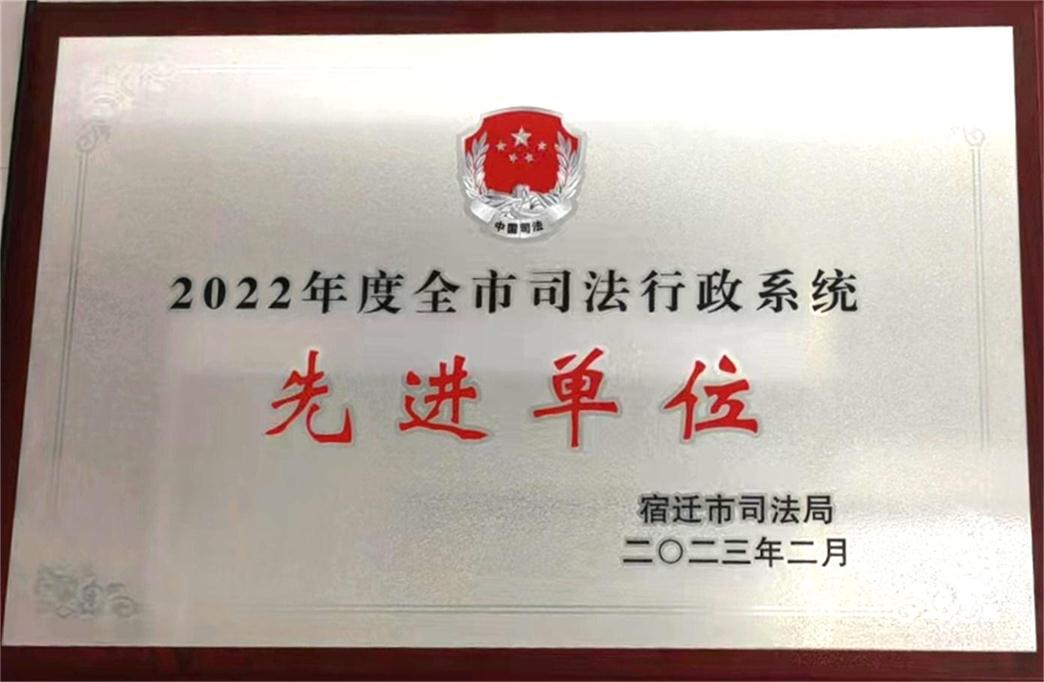 中国司法
2022年度全市司法行政系统
先进单位
宿迁市司法局
二〇二三年二月